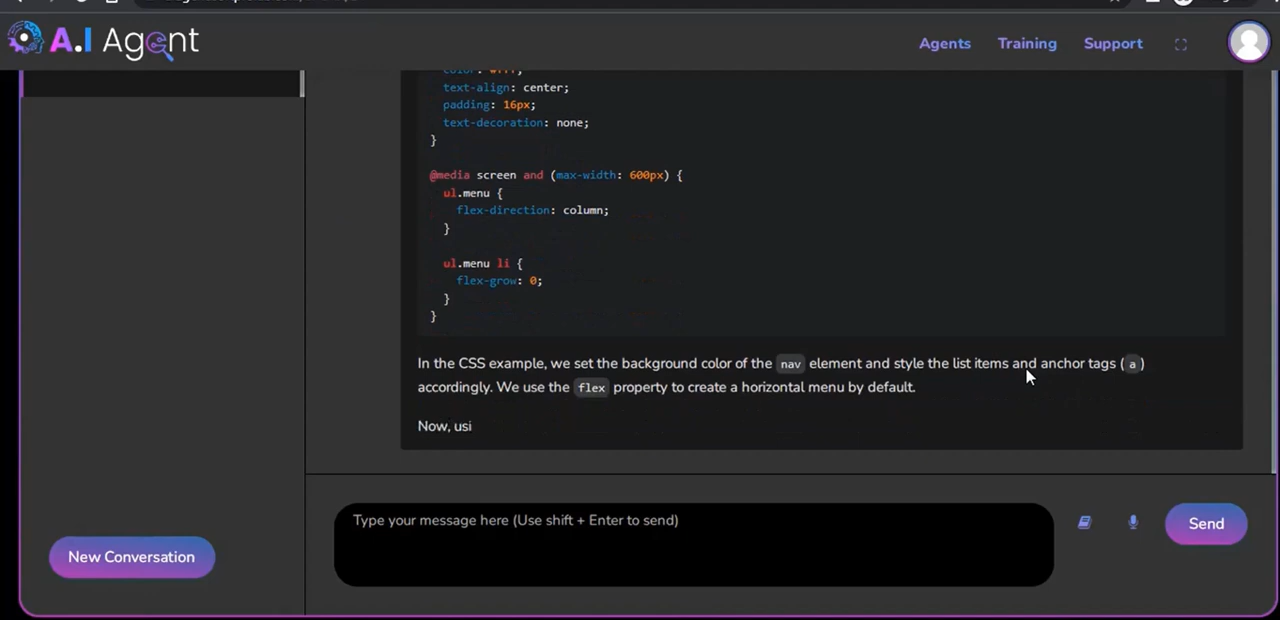 A.I Agent
Agents
Training
Support
text-align: center;
padding: 16px;
text-decoration: none;
}
@media screen and (max-width: 600px) {
ul.menu {
flex-direction: column;
}
ul.menu li {
flex-grow: 0;
}
}
In the CSS example, we set the background color of the nav element and style the list items and anchor tags ( a )
accordingly. We use the flex property to create a horizontal menu by default.
Now, usi
Type your message here (Use shift + Enter to send)
Send
New Conversation